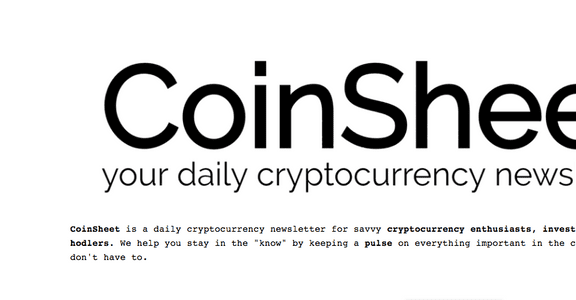 CoinShee
your daily cryptocurrency news
CoinSheet is a daily cryptocurrency newsletter for savvy cryptocurrency enthusiasts, invest
hodlers. We help you stay in the "know" by keeping a pulse on everything important in the c
don't have to.